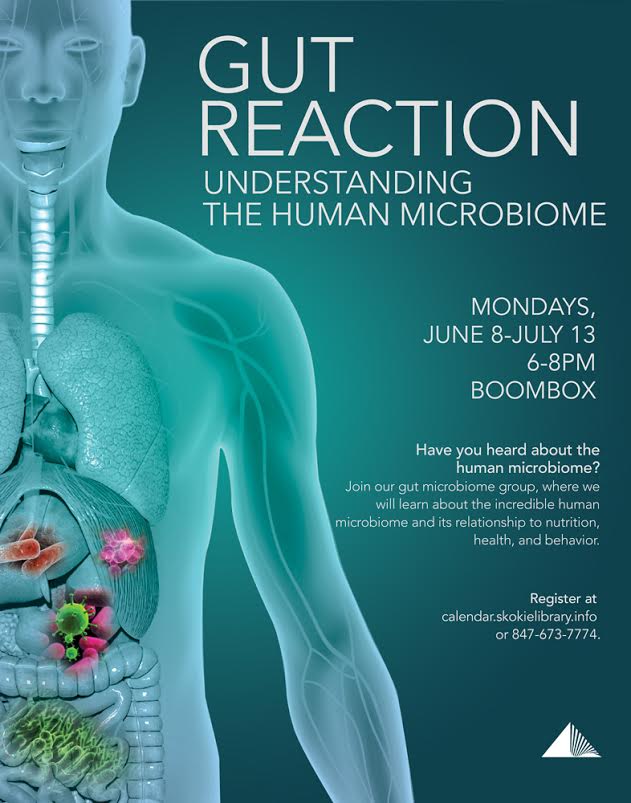 GUT
REACTION
UNDERSTANDING
THE HUMAN MICROBIOME
MONDAYS,
JUNE 8-JULY 13
6-8PM
BOOMBOX
Have you heard about the
human microbiome?
Join our gut microbiome group, where we
will learn about the incredible human
microbiome and its relationship to nutrition,
health, and behavior.
Register at
calendar.skokielibrary.info
or 847-673-7774.